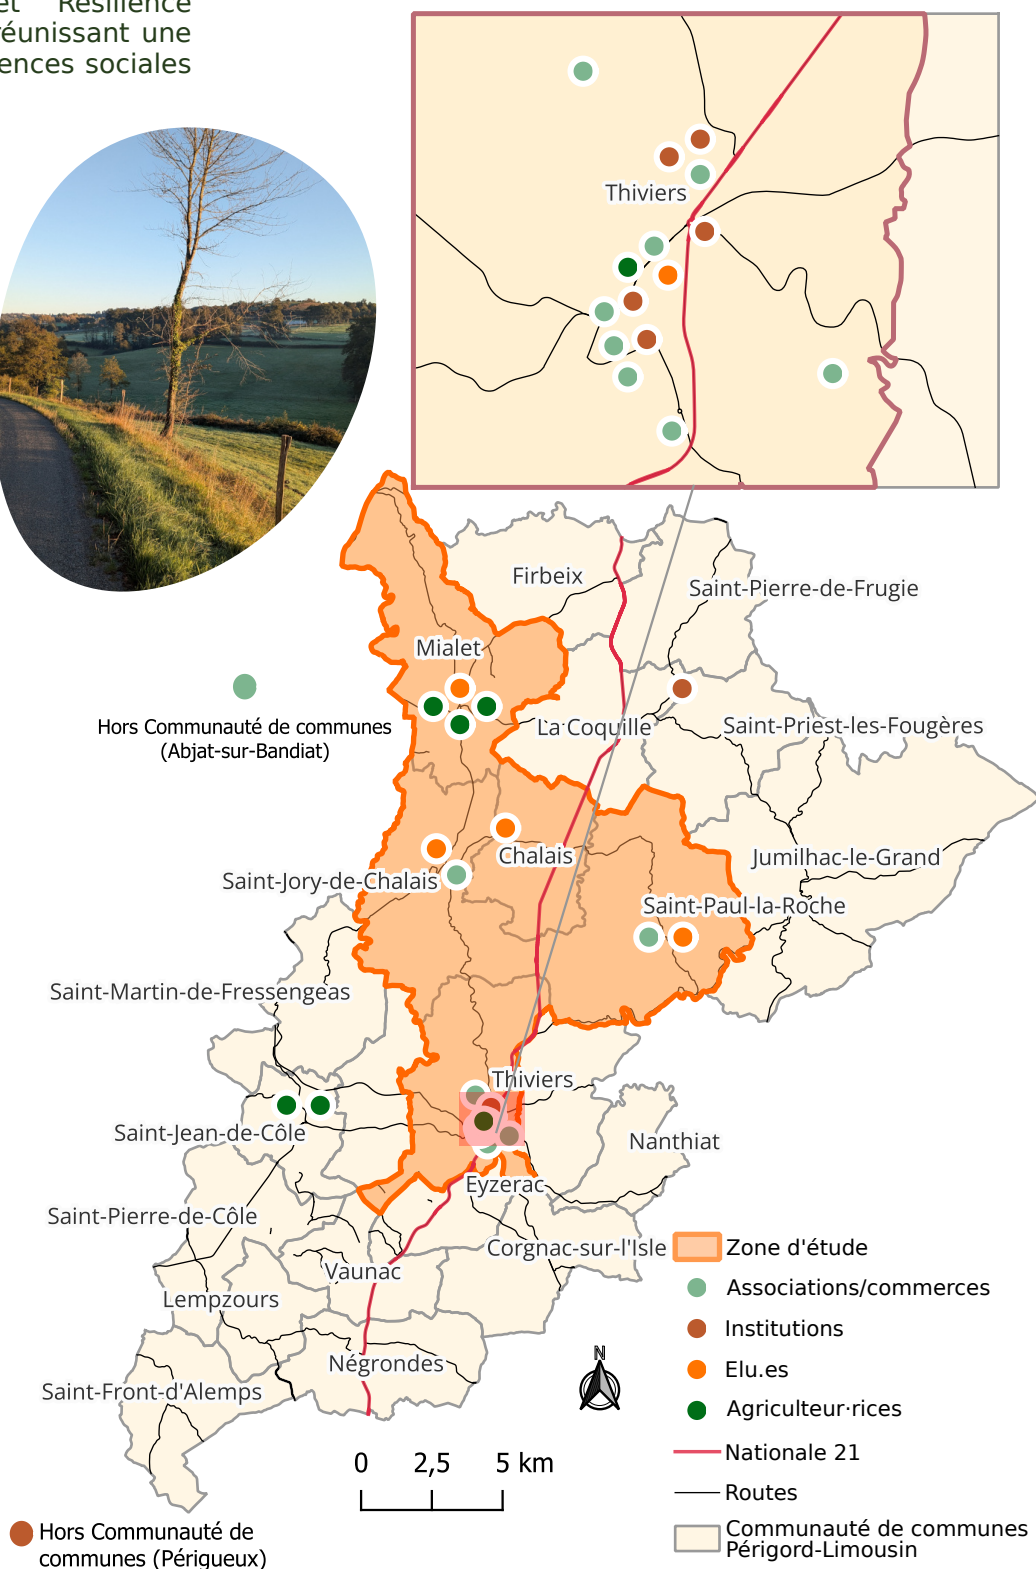 et Résilience
réunissant une
ences sociales
Thiviers
Firbeix
Saint-Pierre-de-Frugie
Mialet
Hors Communauté de communes
(Abjat-sur-Bandiat)
La Coquille
Saint-Priest-les-Fougères
Chalais
Jumilhac-le-Grand
Saint-Jory-de-Chalais
Saint-Paul-la-Roche
Saint-Martin-de-Fressengeas
Thiviers
Saint-Jean-de-Côle
Nanthiat
Eyzerac
Saint-Pierre-de-Côle
Corgnac-sur-l'Isle
Vaunac
Lempzours
Négrondes
Saint-Front-d'Alemps
N
0 2,5 5 km
Zone d'étude
Associations/commerces
Institutions
Elu.es
Agriculteur·rices
Nationale 21
Routes
Communauté de communes
Périgord-Limousin
Hors Communauté de
communes (Périgueux)